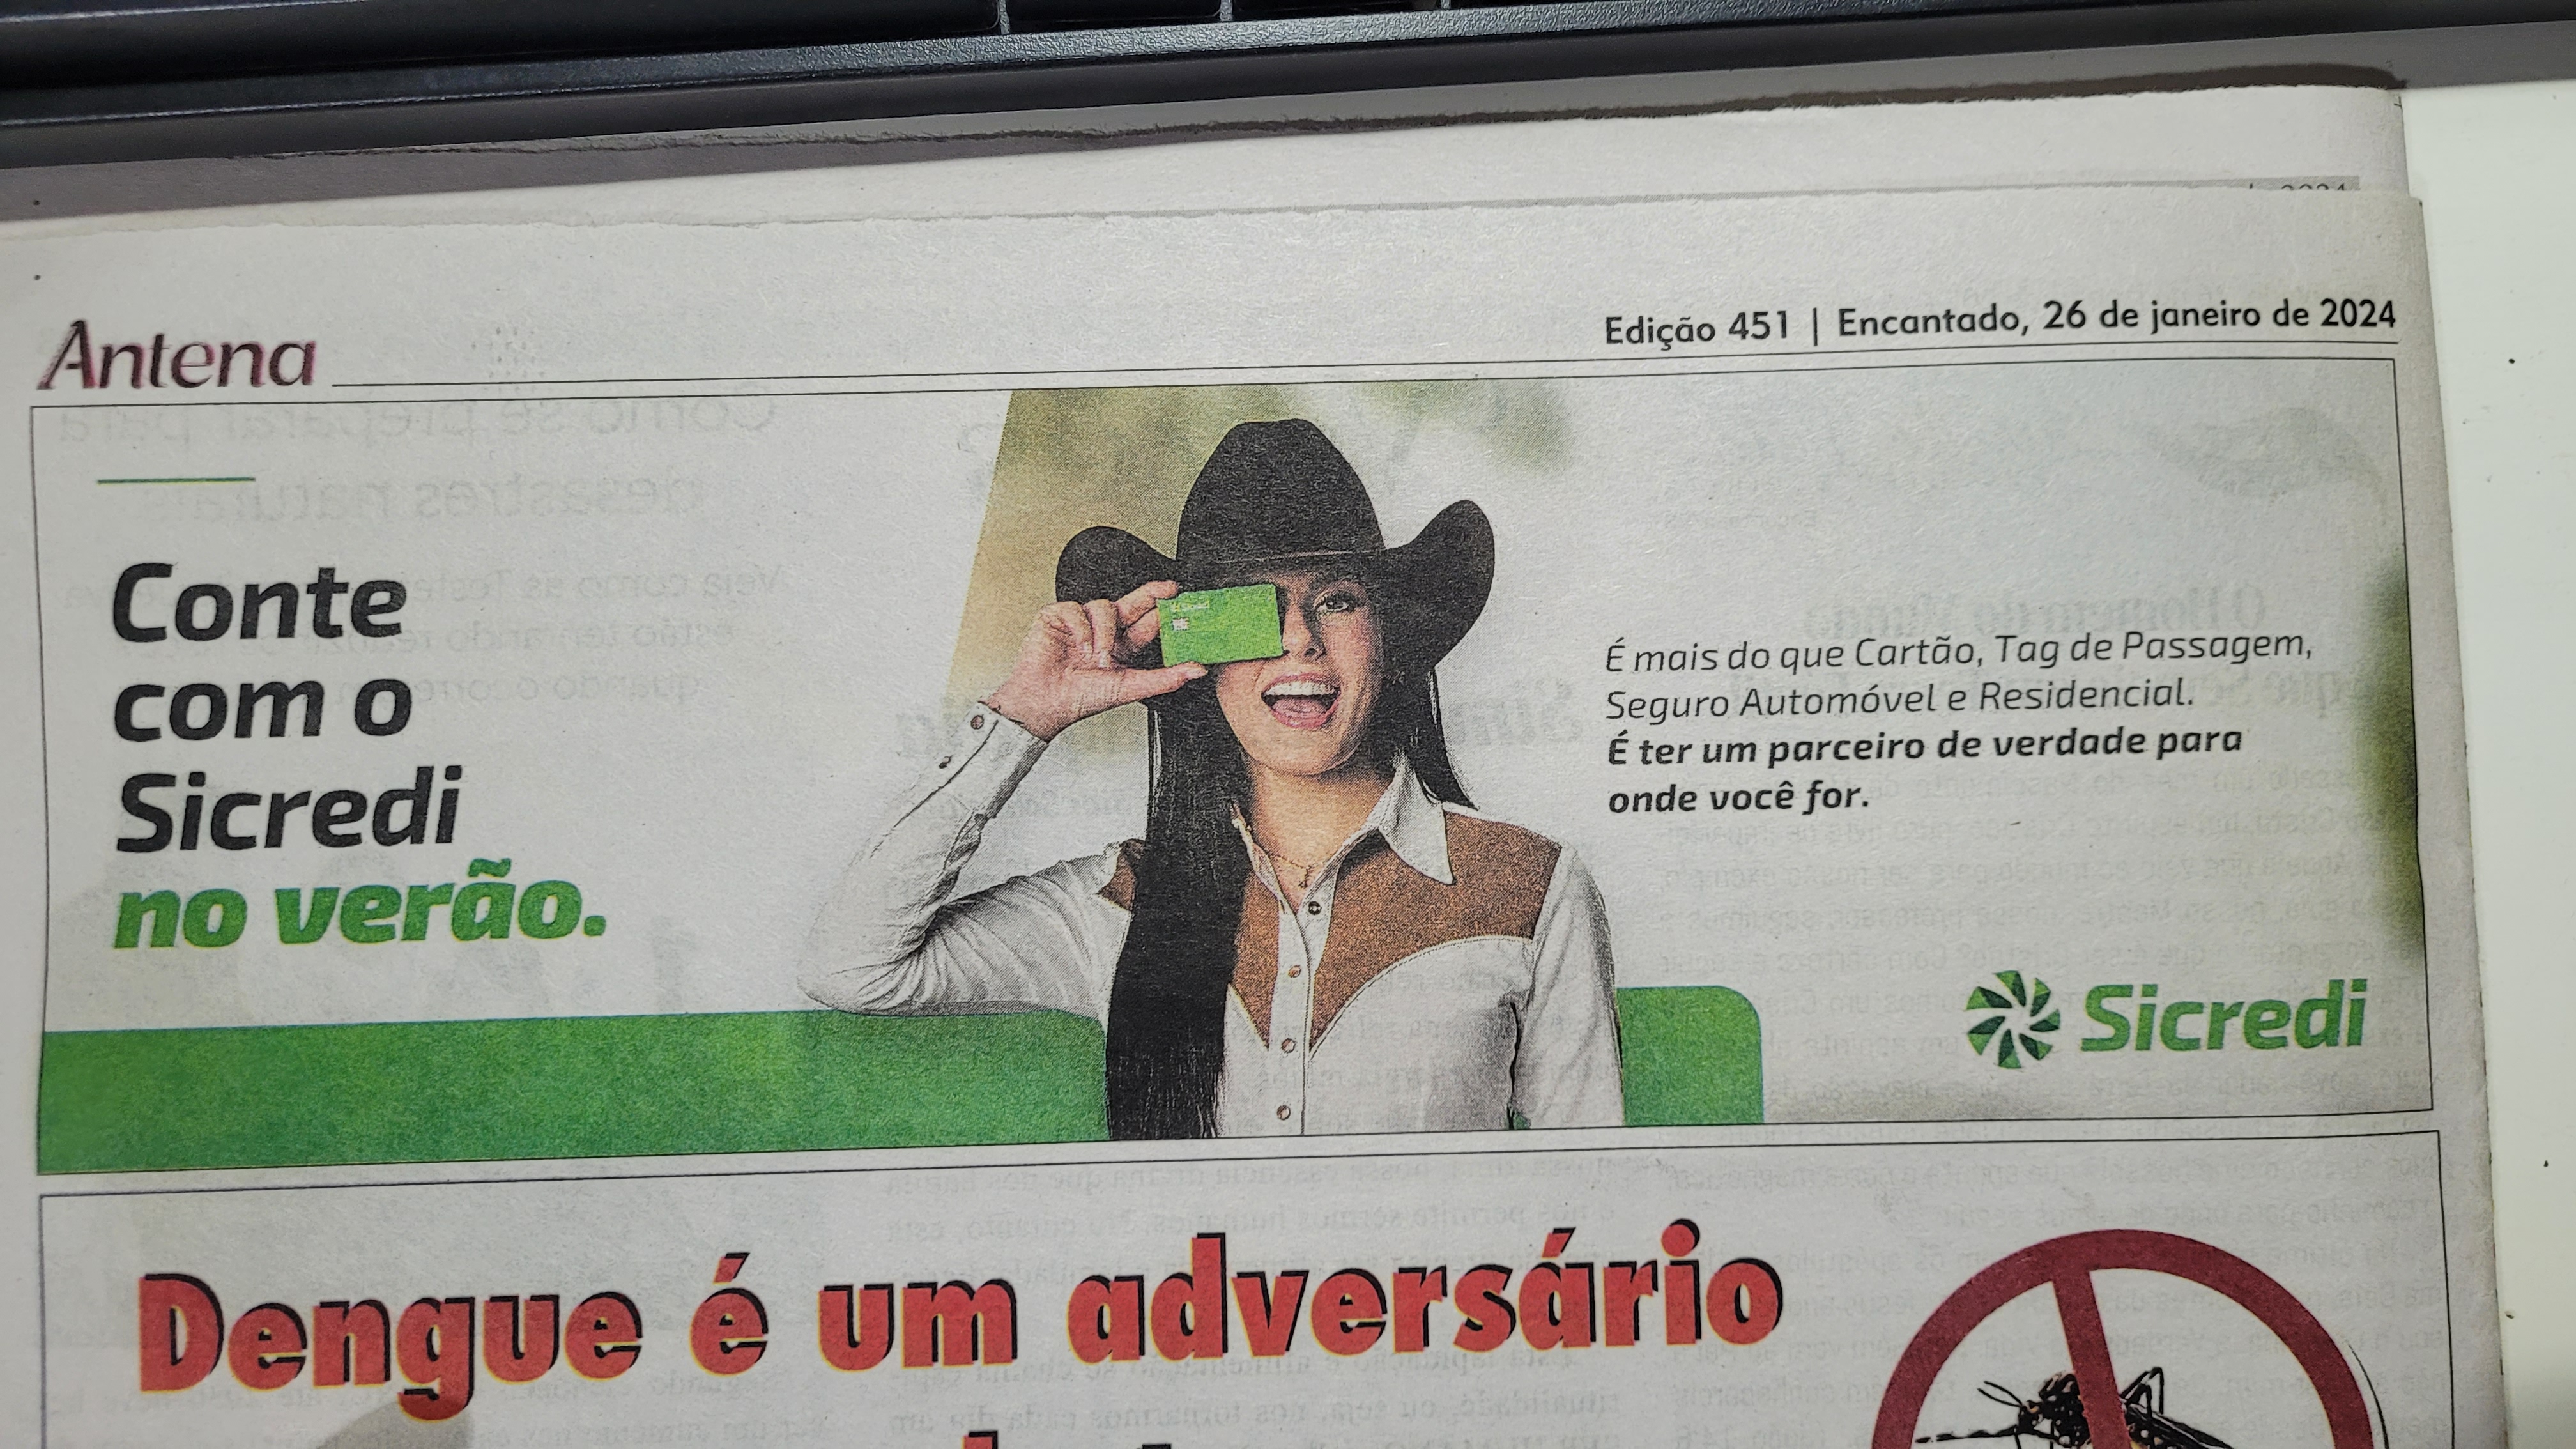 Antena
Edição 451 | Encantado, 26 de janeiro de 2024
Conte
com o
Sicredi
no verão.
É mais do que Cartão, Tag de Passagem,
Seguro Automóvel e Residencial.
É ter um parceiro de verdade para
onde você for.
Sicredi
Dengue é um adversário